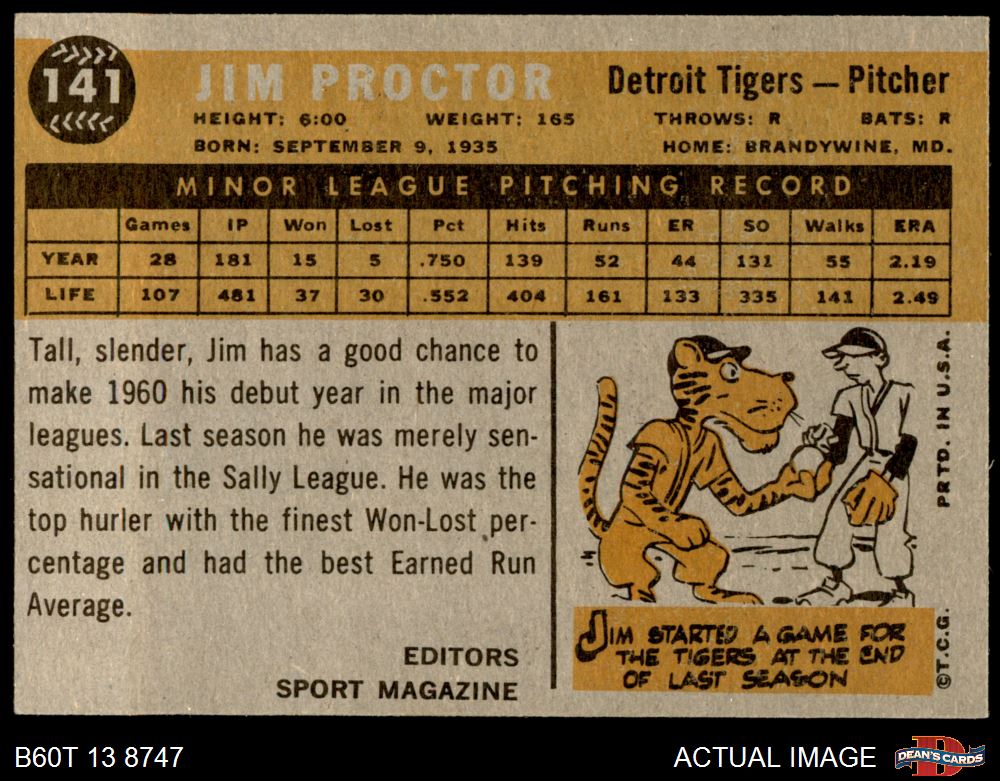 141
JIM PROCTOR
Detroit Tigers — Pitcher
HEIGHT: 6:00 WEIGHT: 165 THROWS: R BATS: R
BORN: SEPTEMBER 9, 1935 HOME: BRANDYWINE, MD.
MINOR LEAGUE PITCHING RECORD
Games IP Won Lost Pct Hits Runs ER SO Walks ERA
YEAR 28 181 15 5 .750 139 52 44 131 55 2.19
LIFE 107 481 37 30 .552 404 161 133 335 141 2.49
Tall, slender, Jim has a good chance to
make 1960 his debut year in the major
leagues. Last season he was merely sen-
sational in the Sally League. He was the
top hurler with the finest Won-Lost per-
centage and had the best Earned Run
Average.
EDITORS
SPORT MAGAZINE
JIM STARTED A GAME FOR
THE TIGERS AT THE END
OF LAST SEASON
PRTD. IN U.S.A.
©T.C.G.
B60T 13 8747
ACTUAL IMAGE
D
DEAN'S CARDS